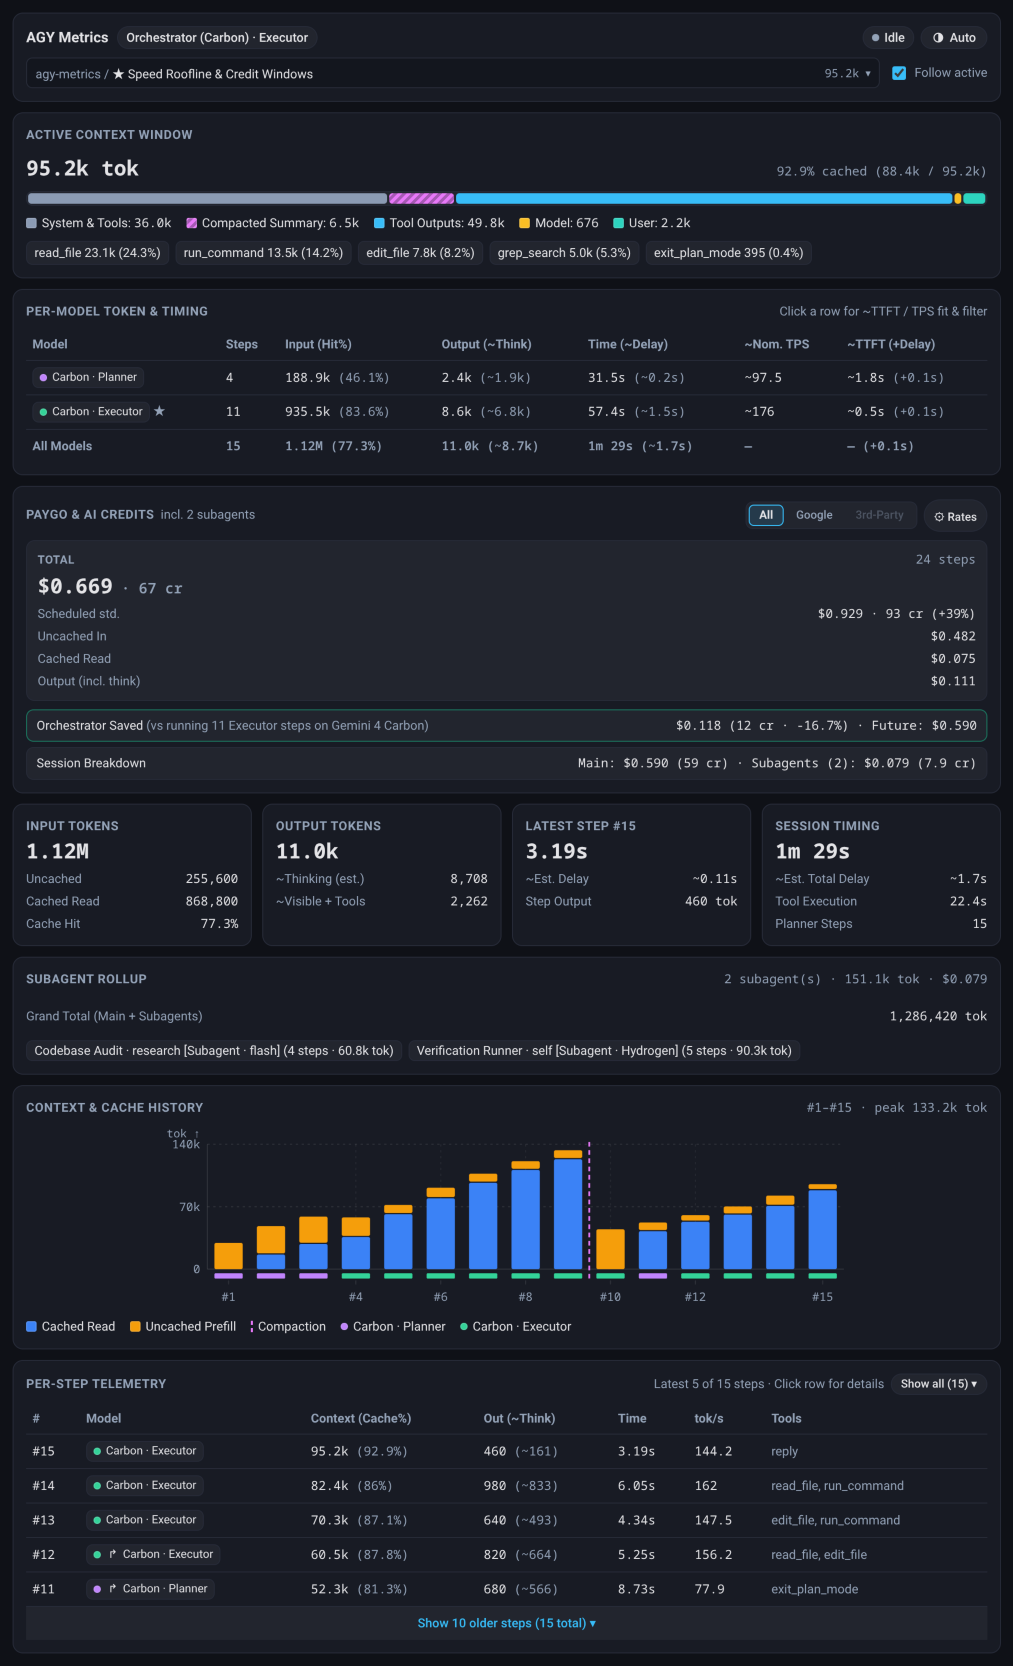 AGY Metrics Orchestrator (Carbon) · Executor Idle Auto
agy-metrics / ★ Speed Roofline & Credit Windows 95.2k ▾ Follow active
ACTIVE CONTEXT WINDOW
95.2k tok 92.9% cached (88.4k / 95.2k)
System & Tools: 36.0k Compacted Summary: 6.5k Tool Outputs: 49.8k Model: 676 User: 2.2k
read_file 23.1k (24.3%) run_command 13.5k (14.2%) edit_file 7.8k (8.2%) grep_search 5.0k (5.3%) exit_plan_mode 395 (0.4%)
PER-MODEL TOKEN & TIMING Click a row for ~TTFT / TPS fit & filter
Model Steps Input (Hit%) Output (~Think) Time (~Delay) ~Nom. TPS ~TTFT (+Delay)
Carbon · Planner 4 188.9k (46.1%) 2.4k (~1.9k) 31.5s (~0.2s) ~97.5 ~1.8s (+0.1s)
Carbon · Executor ★ 11 935.5k (83.6%) 8.6k (~6.8k) 57.4s (~1.5s) ~176 ~0.5s (+0.1s)
All Models 15 1.12M (77.3%) 11.0k (~8.7k) 1m 29s (~1.7s) — — (+0.1s)
PAYGO & AI CREDITS incl. 2 subagents All Google 3rd-Party ⚙ Rates
TOTAL 24 steps
$0.669 · 67 cr
Scheduled std. $0.929 · 93 cr (+39%)
Uncached In $0.482
Cached Read $0.075
Output (incl. think) $0.111
Orchestrator Saved (vs running 11 Executor steps on Gemini 4 Carbon) $0.118 (12 cr · -16.7%) · Future: $0.590
Session Breakdown Main: $0.590 (59 cr) · Subagents (2): $0.079 (7.9 cr)
INPUT TOKENS
1.12M
Uncached 255,600
Cached Read 868,800
Cache Hit 77.3%
OUTPUT TOKENS
11.0k
~Thinking (est.) 8,708
~Visible + Tools 2,262
LATEST STEP #15
3.19s
~Est. Delay ~0.11s
Step Output 460 tok
SESSION TIMING
1m 29s
~Est. Total Delay ~1.7s
Tool Execution 22.4s
Planner Steps 15
SUBAGENT ROLLUP 2 subagent(s) · 151.1k tok · $0.079
Grand Total (Main + Subagents) 1,286,420 tok
Codebase Audit · research [Subagent · flash] (4 steps · 60.8k tok) Verification Runner · self [Subagent · Hydrogen] (5 steps · 90.3k tok)
CONTEXT & CACHE HISTORY #1–#15 · peak 133.2k tok
tok ↑
140k
70k
0
#1 #4 #6 #8 #10 #12 #15
Cached Read Uncached Prefill Compaction Carbon · Planner Carbon · Executor
PER-STEP TELEMETRY Latest 5 of 15 steps · Click row for details Show all (15) ▾
# Model Context (Cache%) Out (~Think) Time tok/s Tools
#15 Carbon · Executor 95.2k (92.9%) 460 (~161) 3.19s 144.2 reply
#14 Carbon · Executor 82.4k (86%) 980 (~833) 6.05s 162 read_file, run_command
#13 Carbon · Executor 70.3k (87.1%) 640 (~493) 4.34s 147.5 edit_file, run_command
#12 ↱ Carbon · Executor 60.5k (87.8%) 820 (~664) 5.25s 156.2 read_file, edit_file
#11 ↱ Carbon · Planner 52.3k (81.3%) 680 (~566) 8.73s 77.9 exit_plan_mode
Show 10 older steps (15 total) ▾